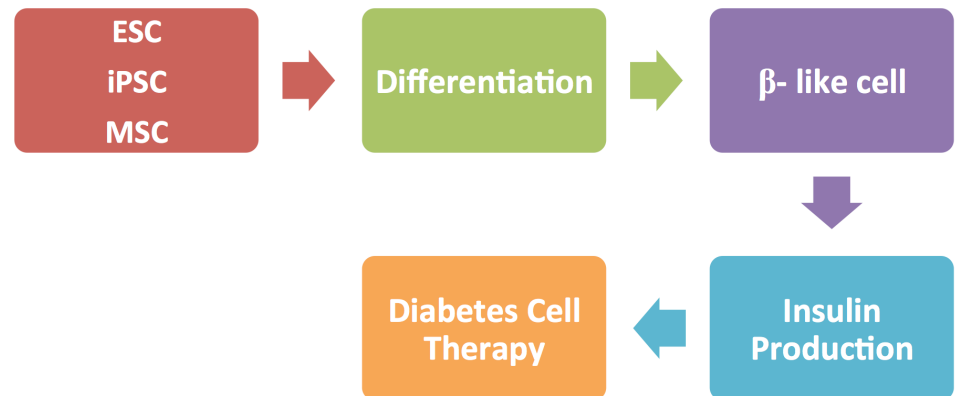 ESC
iPSC
MSC
Differentiation
β- like cell
Insulin
Production
Diabetes Cell
Therapy